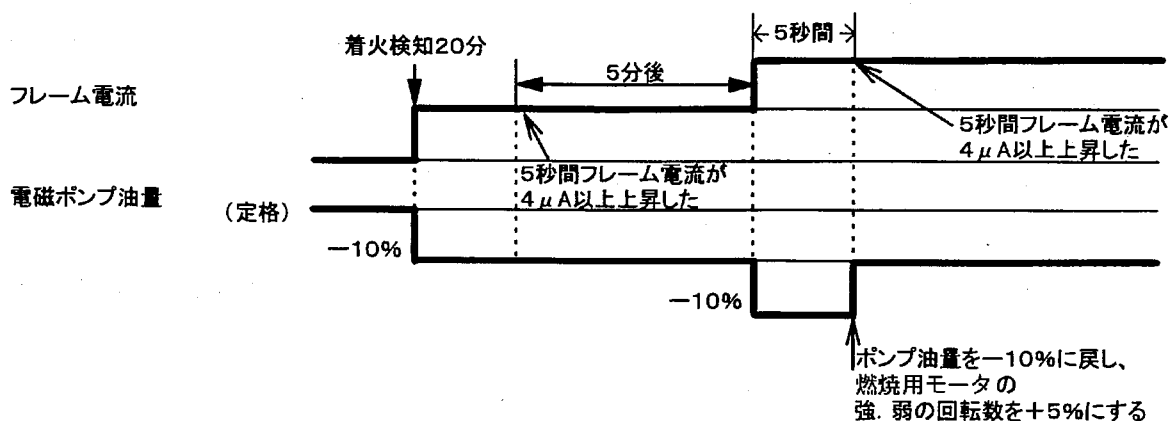 5秒間
着火検知20分
5分後
フレーム電流
5秒間フレーム電流が
4μA以上上昇した
5秒間フレーム電流が
4μA以上上昇した
電磁ポンプ油量
(定格)
−10%
−10%
ポンプ油量を−10%に戻し、
燃焼用モータの
強. 弱の回転数を+5%にする